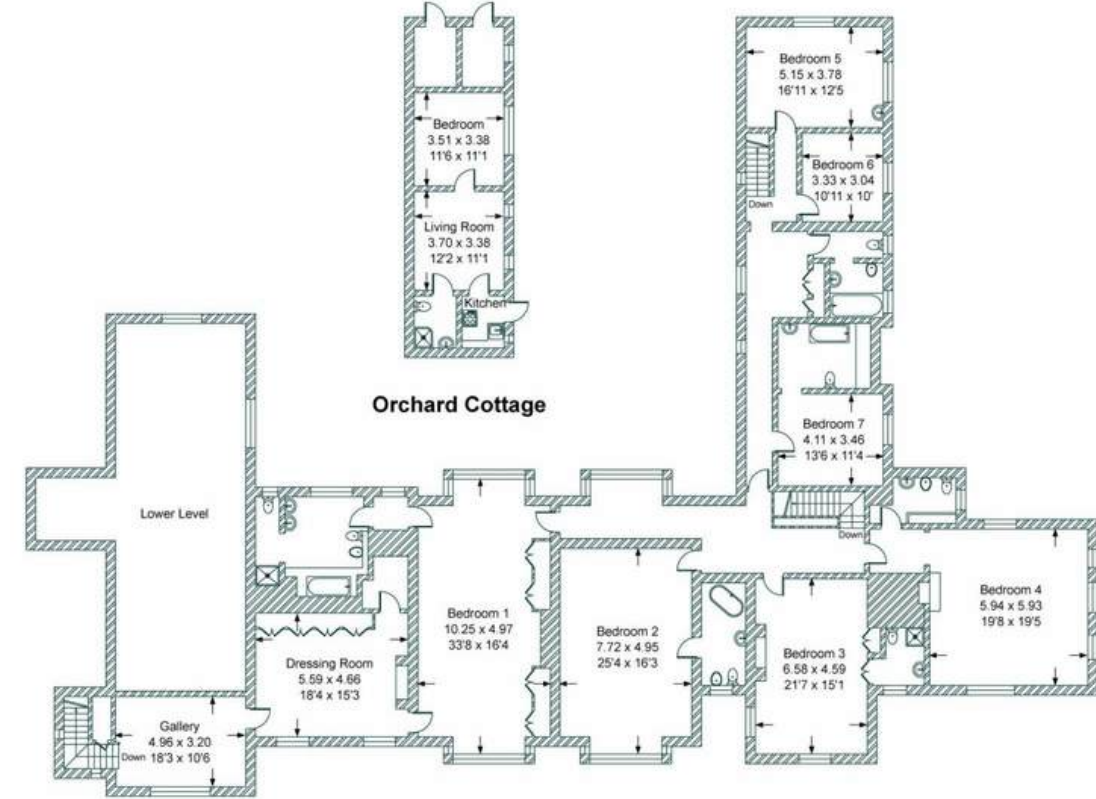 Bedroom
3.51 x 3.38
11'6 x 11'1
Living Room
3.70 x 3.38
12'2 x 11'1
Kitchen
Orchard Cottage
Bedroom 5
5.15 x 3.78
16'11 x 12'5
Bedroom 6
3.33 x 3.04
10'11 x 10'
Down
Bedroom 7
4.11 x 3.46
13'6 x 11'4
Down
Lower Level
Bedroom 1
10.25 x 4.97
33'8 x 16'4
Bedroom 2
7.72 x 4.95
25'4 x 16'3
Bedroom 3
6.58 x 4.59
21'7 x 15'1
Bedroom 4
5.94 x 5.93
19'8 x 19'5
Dressing Room
5.59 x 4.66
18'4 x 15'3
Gallery
4.96 x 3.20
18'3 x 10'6
Down